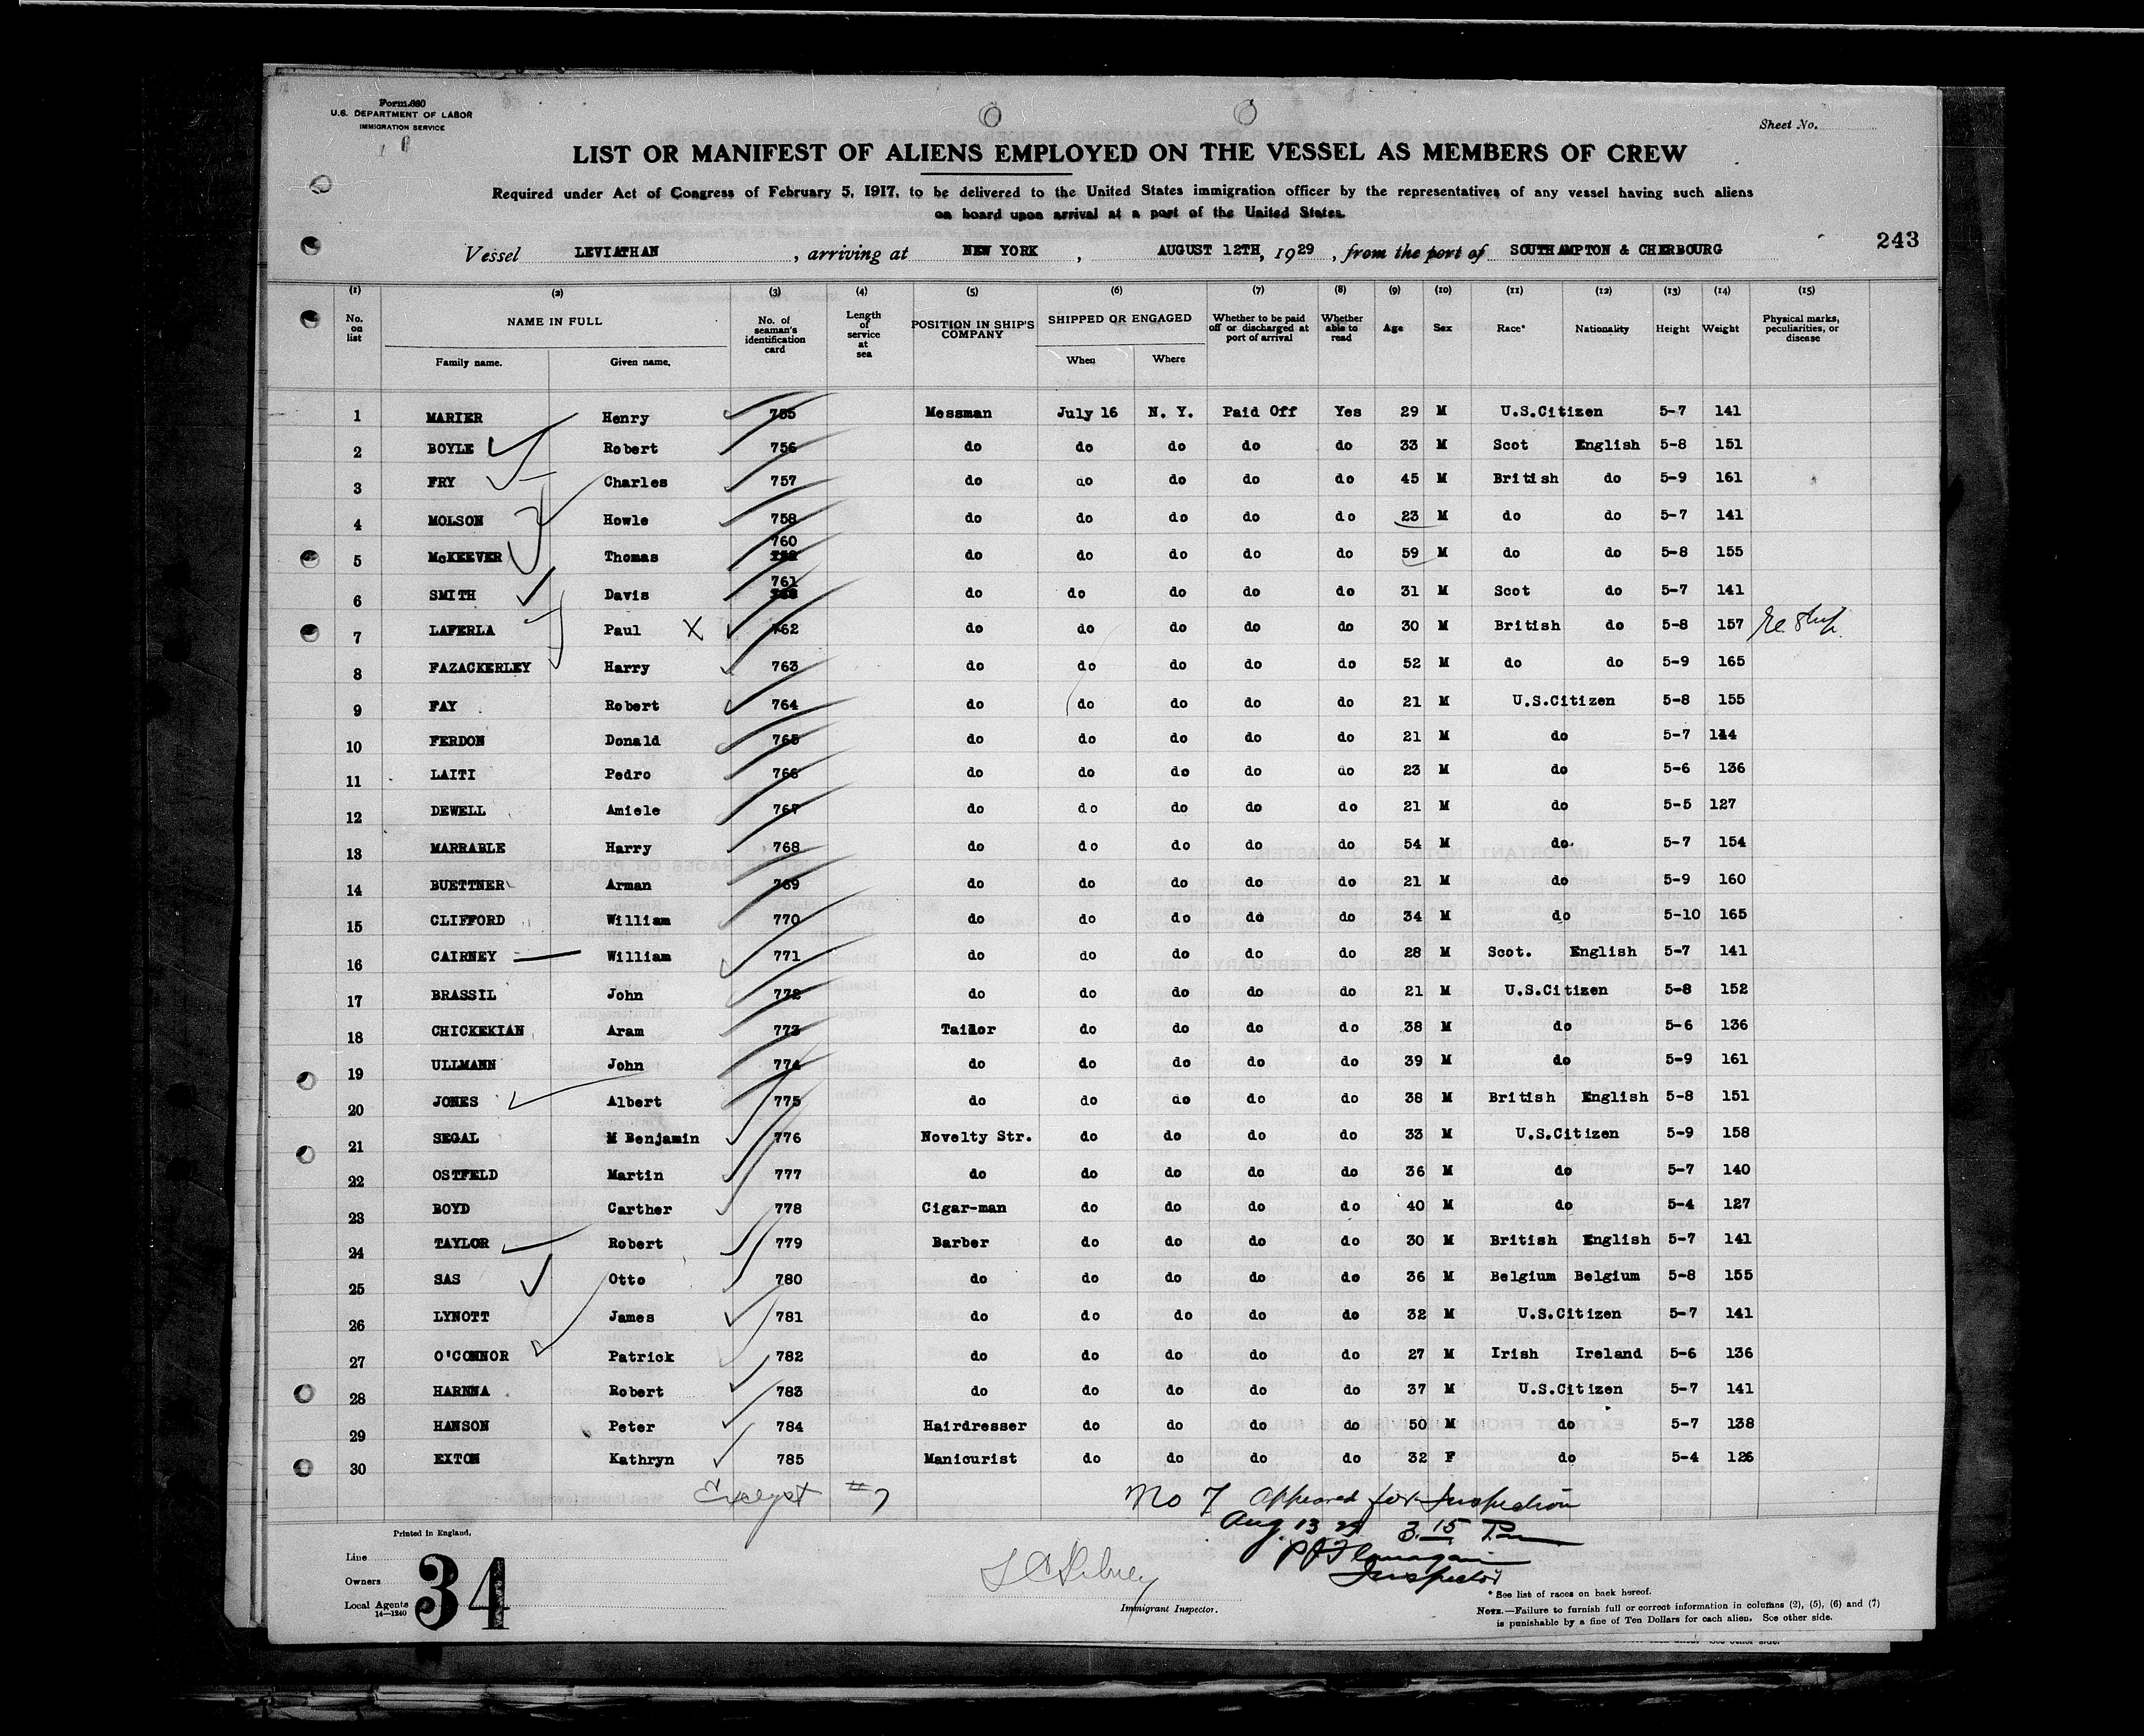 Form 680
U. S. DEPARTMENT OF LABOR
IMMIGRATION SERVICE
Sheet No.
LIST OR MANIFEST OF ALIENS EMPLOYED ON THE VESSEL AS MEMBERS OF CREW
Required under Act of Congress of February 5, 1917, to be delivered to the United States immigration officer by the representatives of any vessel having such aliens
on board upon arrival at a port of the United States.
Vessel LEVIATHAN, arriving at NEW YORK, AUGUST 12TH, 1929, from the port of SOUTHAMPTON & CHERBOURG
243
(1) (2) (3) (4) (5) (6) (7) (8) (9) (10) (11) (12) (13) (14) (15)
No. on list NAME IN FULL Family name. Given name. No. of seaman's identification card Length of service at sea POSITION IN SHIP'S COMPANY SHIPPED OR ENGAGED When Where Whether to be paid off or discharged at port of arrival Whether able to read Age Sex Race* Nationality Height Weight Physical marks, peculiarities, or disease
1 MARIER Henry 755 Messman July 16 N. Y. Paid Off Yes 29 M U.S.Citizen 5-7 141
2 BOYLE Robert 756 do do do do do 33 M Scot English 5-8 151
3 FRY Charles 757 do do do do do 45 M British do 5-9 161
4 MOLSON Howle 758 do do do do do 23 M do do 5-7 141
5 McKEEVER Thomas 760 do do do do do 59 M do do 5-8 155
6 SMITH Davis 761 do do do do do 31 M Scot do 5-7 141
7 LAFERLA Paul X 762 do do do do do 30 M British do 5-8 157 Re Ship
8 FAZACKERLEY Harry 763 do do do do do 52 M do do 5-9 165
9 FAY Robert 764 do do do do do 21 M U.S.Citizen 5-8 155
10 FERDON Donald 765 do do do do do 21 M do 5-7 144
11 LAITI Pedro 766 do do do do do 23 M do 5-6 136
12 DEWELL Amiele 767 do do do do do 21 M do 5-5 127
13 MARRABLE Harry 768 do do do do do 54 M do. 5-7 154
14 BUETTNER Arman 769 do do do do do 21 M do 5-9 160
15 CLIFFORD William 770 do do do do do 34 M do 5-10 165
16 CAIRNEY William 771 do do do do do 28 M Scot. English 5-7 141
17 BRASSIL John 772 do do do do do 21 M U.S.Citizen 5-8 152
18 CHICKEKIAN Aram 773 Tailor do do do do 38 M do 5-6 136
19 ULLMANN John 774 do do do do do 39 M do 5-9 161
20 JONES Albert 775 do do do do do 38 M British English 5-8 151
21 SEGAL M Benjamin 776 Novelty Str. do do do do 33 M U.S.Citizen 5-9 158
22 OSTFELD Martin 777 do do do do do 36 M do 5-7 140
23 BOYD Carther 778 Cigar-man do do do do 40 M do 5-4 127
24 TAYLOR Robert 779 Barber do do do do 30 M British English 5-7 141
25 SAS Otto 780 do do do do do 36 M Belgium Belgium 5-8 155
26 LYNOTT James 781 do do do do do 32 M U.S.Citizen 5-7 141
27 O'CONNOR Patrick 782 do do do do do 27 M Irish Ireland 5-6 136
28 HARNNA Robert 783 do do do do do 37 M U.S.Citizen 5-7 141
29 HANSON Peter 784 Hairdresser do do do do 50 M do 5-7 138
30 EXTON Kathryn 785 Manicurist do do do do 32 F do 5-4 126
Except #7
No 7 appeared for Inspection
Aug. 13 29 3.15 Pm
P J Flanagan
Inspector
Printed in England.
Line
Owners
Local Agents
14—1240
34
Immigrant Inspector.
* See list of races on back hereof.
NOTE.—Failure to furnish full or correct information in columns (2), (5), (6) and (7)
is punishable by a fine of Ten Dollars for each alien. See other side.